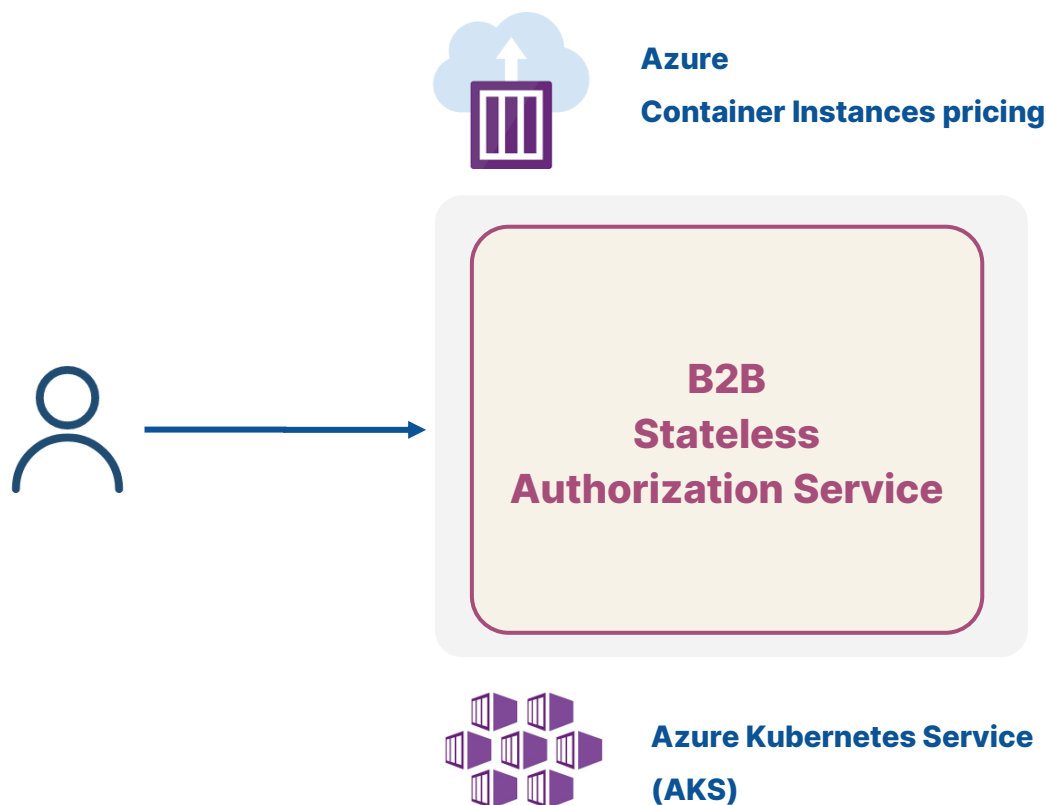 Azure
Container Instances pricing
B2B
Stateless
Authorization Service
Azure Kubernetes Service
(AKS)